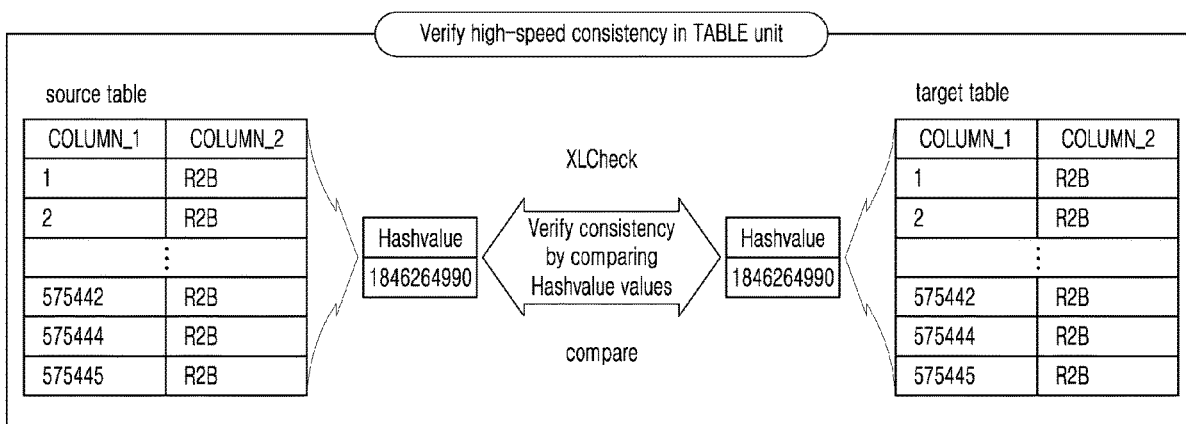 Verify high-speed consistency in TABLE unit
source table
COLUMN_1 COLUMN_2
1 R2B
2 R2B
⋮
575442 R2B
575444 R2B
575445 R2B
Hashvalue
1846264990
XLCheck
Verify consistency
by comparing
Hashvalue values
compare
Hashvalue
1846264990
target table
COLUMN_1 COLUMN_2
1 R2B
2 R2B
⋮
575442 R2B
575444 R2B
575445 R2B